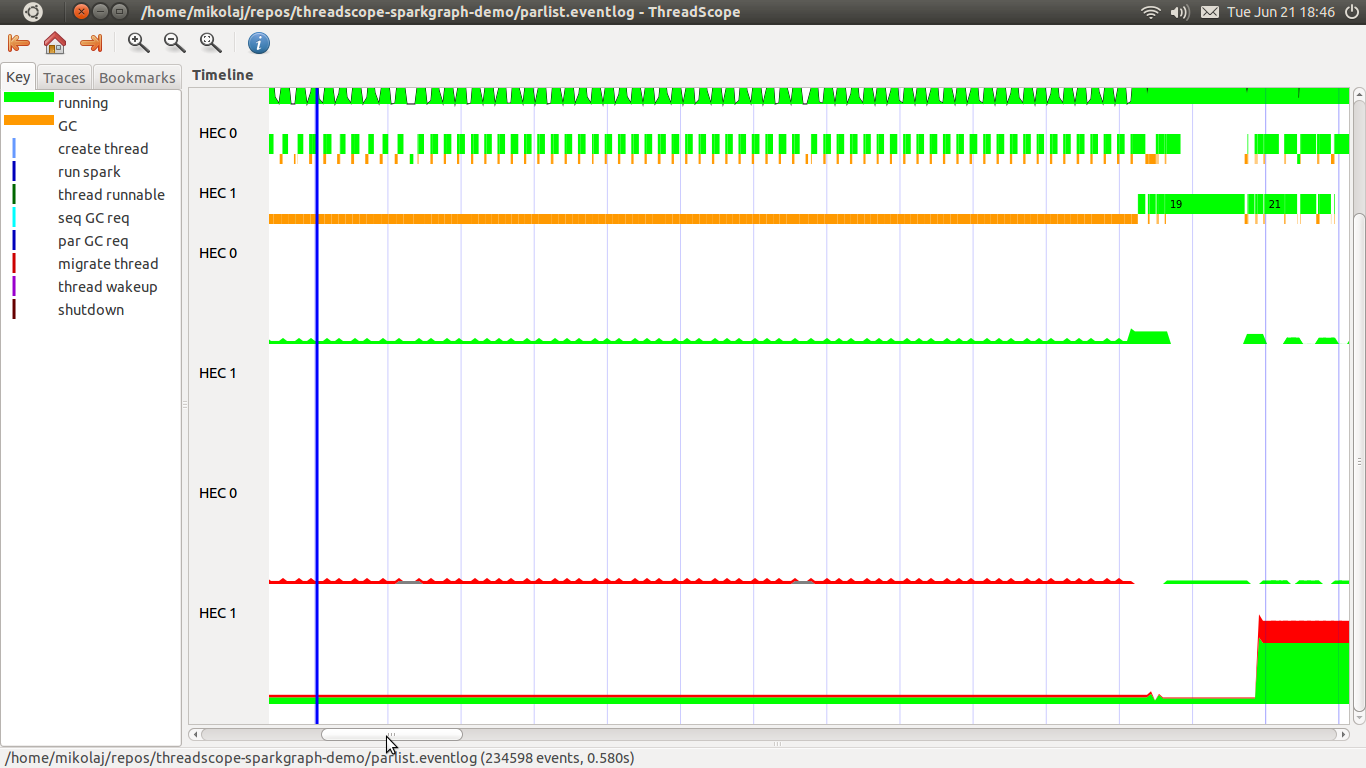 /home/mikolaj/repos/threadscope-sparkgraph-demo/parlist.eventlog - ThreadScope
Tue Jun 21 18:46
Key
Traces
Bookmarks
running
GC
create thread
run spark
thread runnable
seq GC req
par GC req
migrate thread
thread wakeup
shutdown
Timeline
HEC 0
HEC 1
19
21
HEC 0
HEC 1
HEC 0
HEC 1
/home/mikolaj/repos/threadscope-sparkgraph-demo/parlist.eventlog (234598 events, 0.580s)